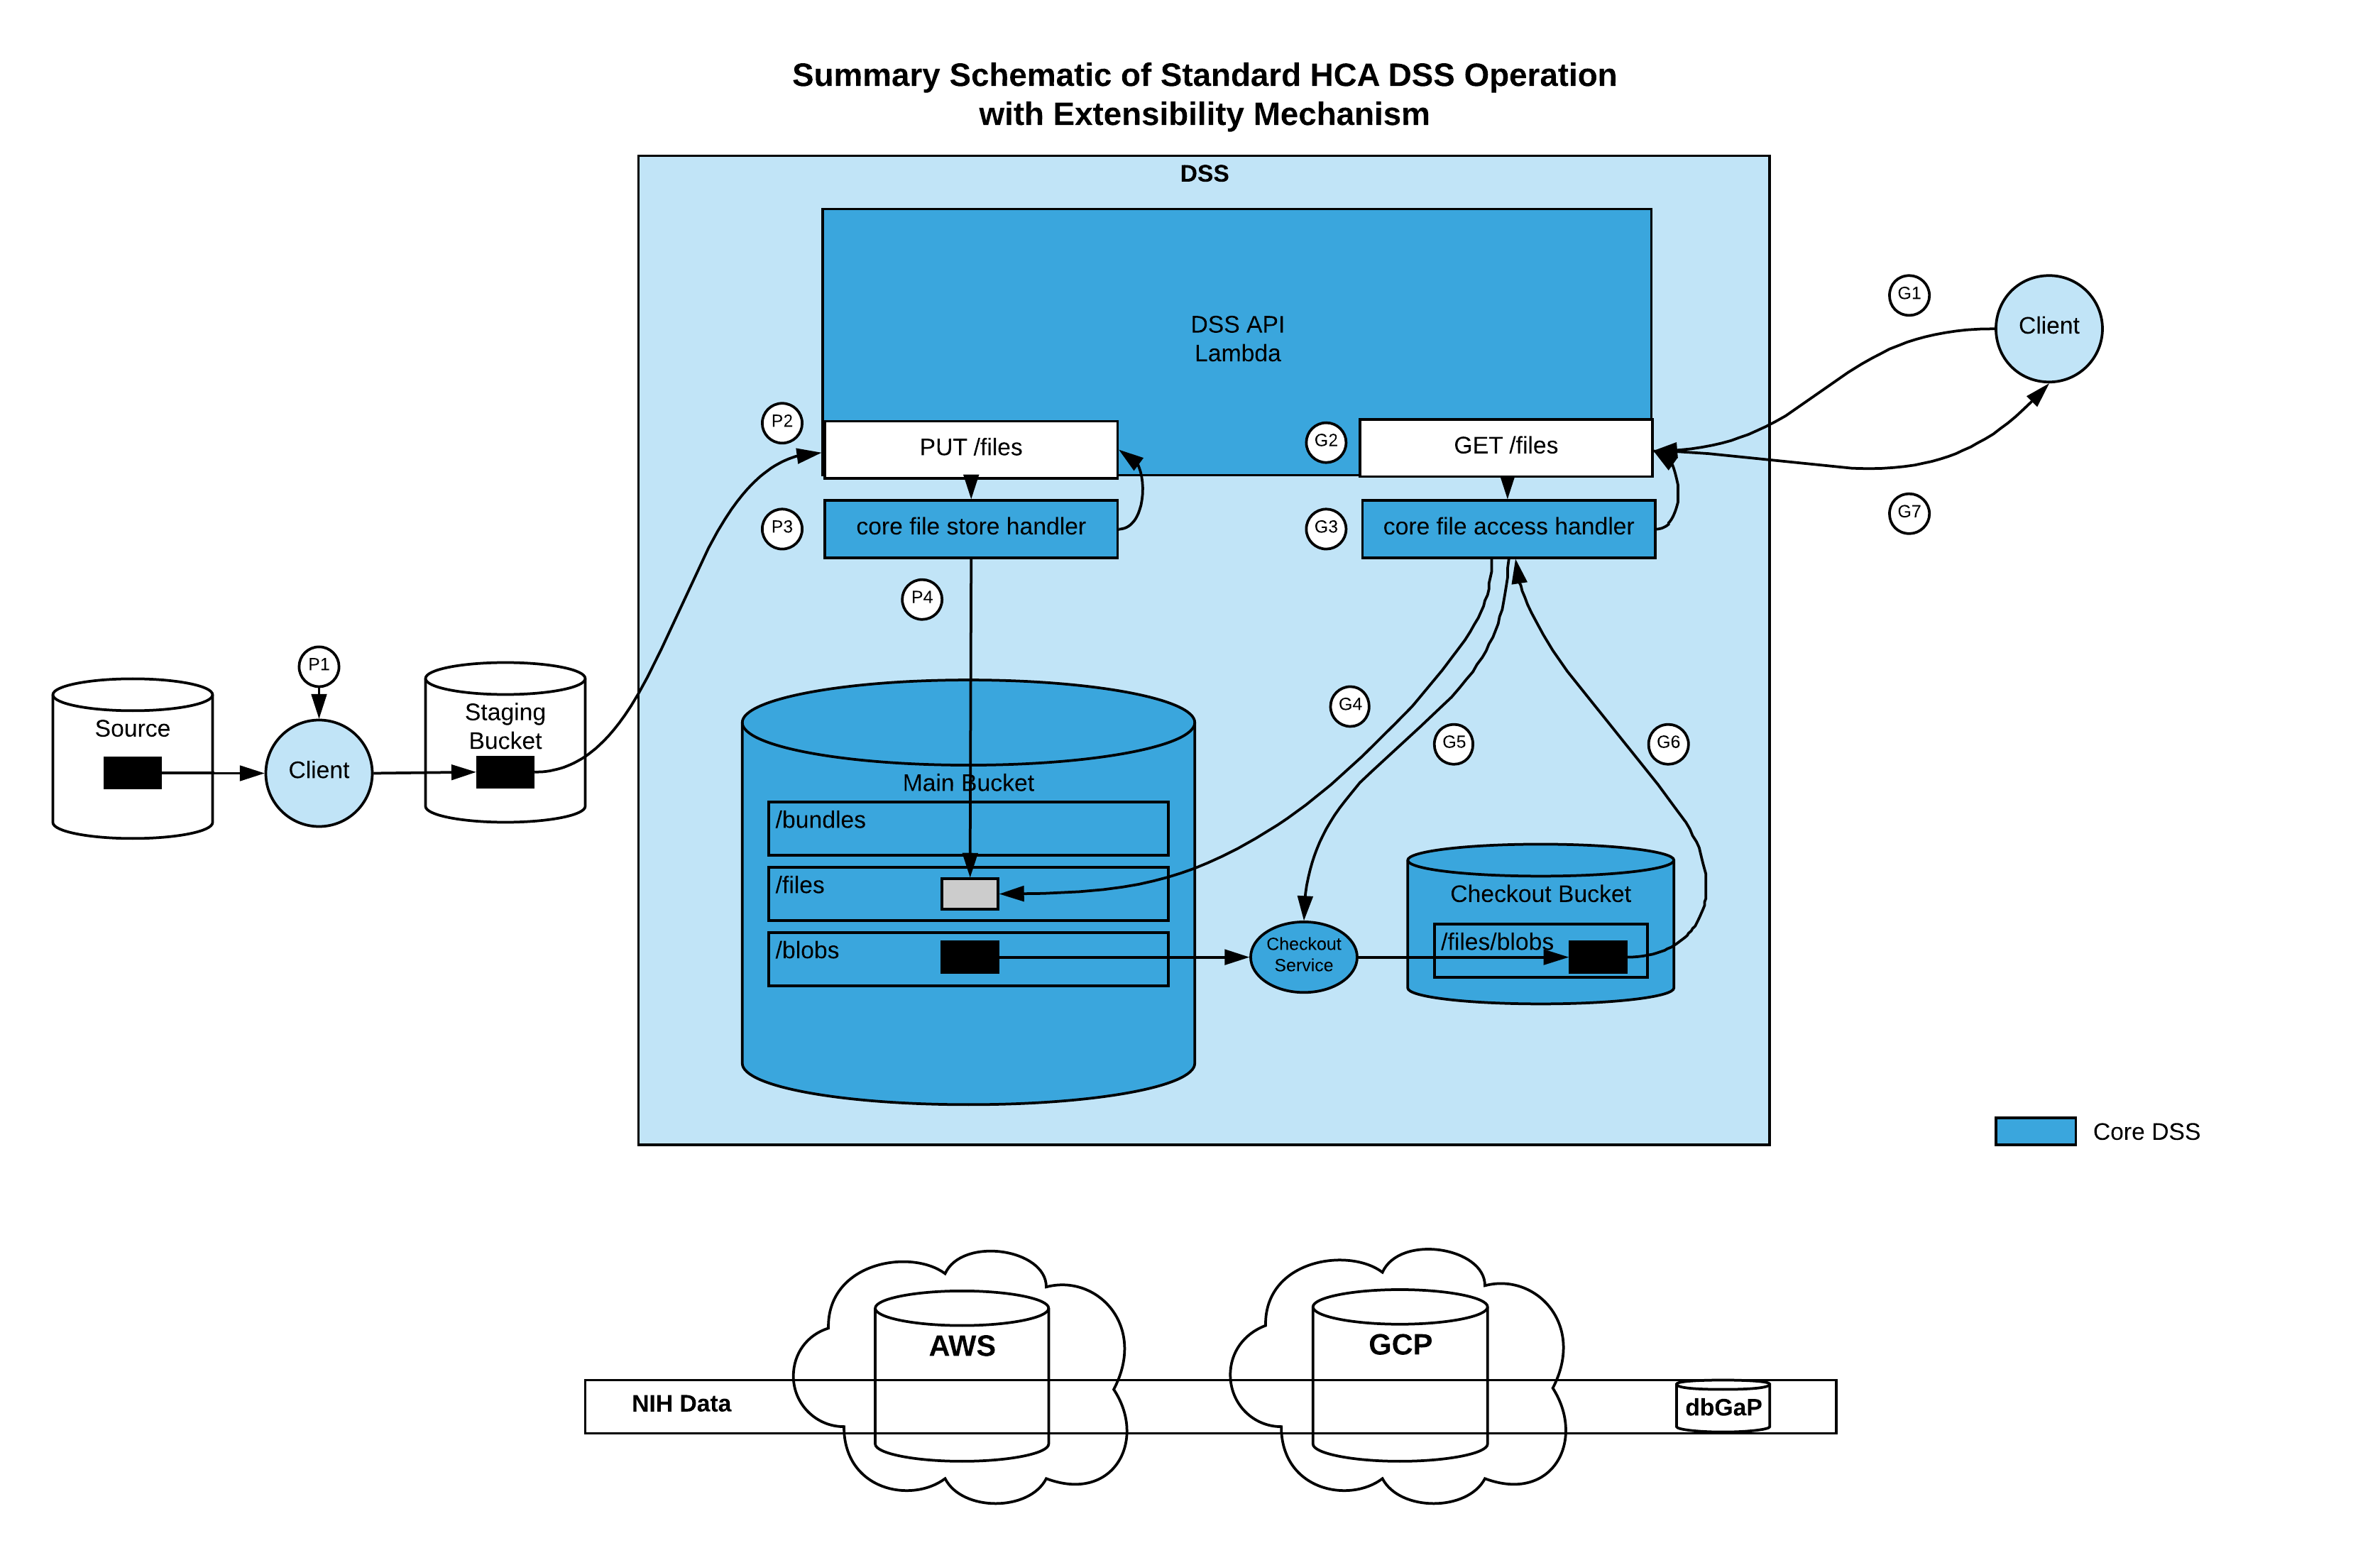 Summary Schematic of Standard HCA DSS Operation
with Extensibility Mechanism
DSS
DSS API
Lambda
G1
Client
P2
PUT /files
G2
GET /files
P3
core file store handler
G3
core file access handler
G7
P4
P1
Source
Client
Staging
Bucket
G4
G5
G6
Main Bucket
/bundles
/files
/blobs
Checkout
Service
Checkout Bucket
/files/blobs
Core DSS
AWS
GCP
NIH Data
dbGaP